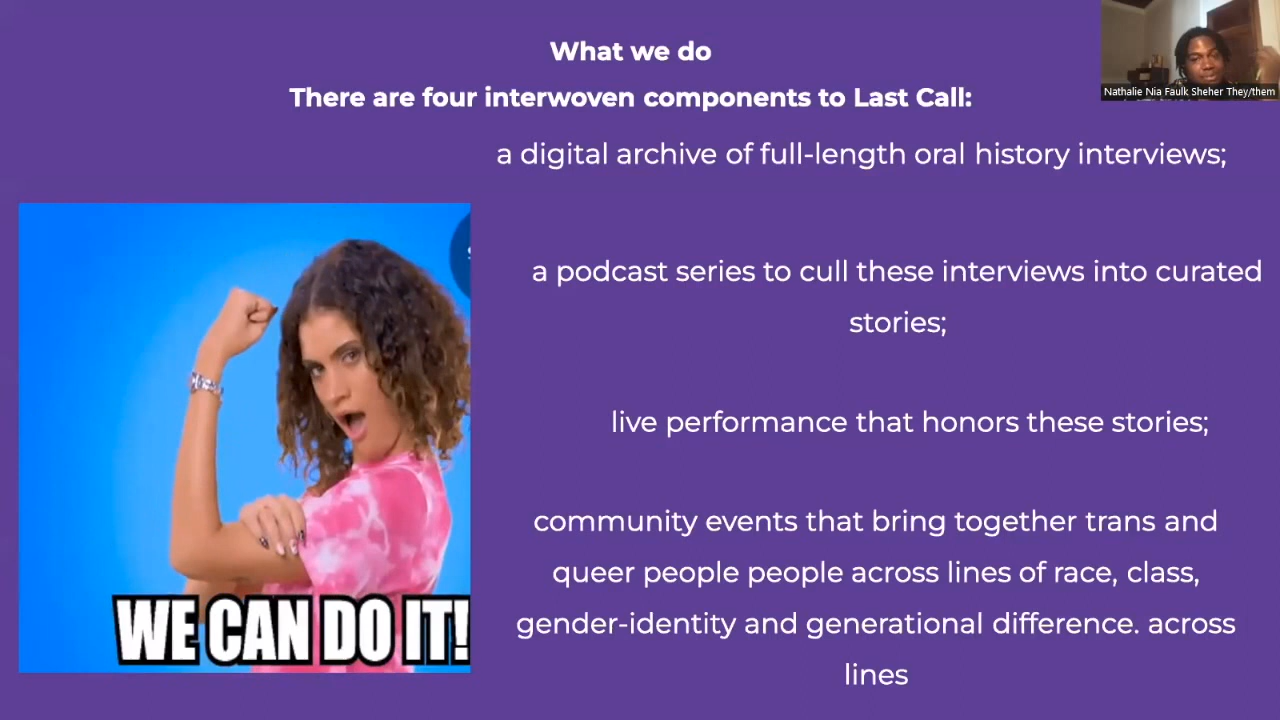 What we do
There are four interwoven components to Last Call:
Nathalie Nia Faulk Sheher They/them
a digital archive of full-length oral history interviews;
a podcast series to cull these interviews into curated
stories;
live performance that honors these stories;
community events that bring together trans and
queer people people across lines of race, class,
gender-identity and generational difference. across
lines
WE CAN DO IT!